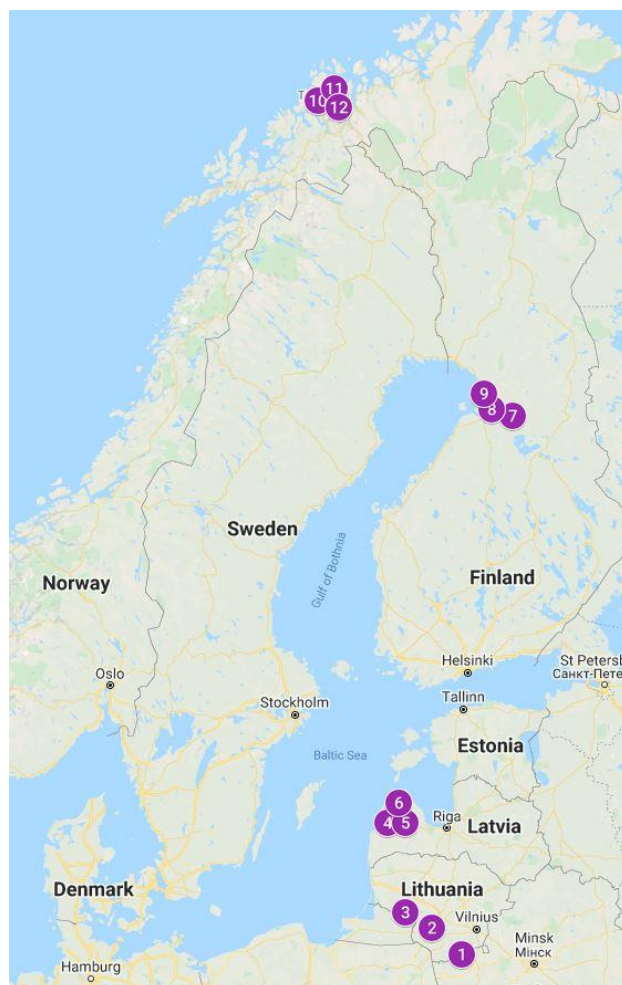 11
10
12
9
8
7
Sweden
Gulf of Bothnia
Norway
Finland
Oslo
Helsinki
St Petersb
Санкт-Пете
Stockholm
Tallinn
Estonia
Baltic Sea
6
4
5
Riga
Latvia
Denmark
Lithuania
3
2
Vilnius
1
Minsk
Мінск
Hamburg